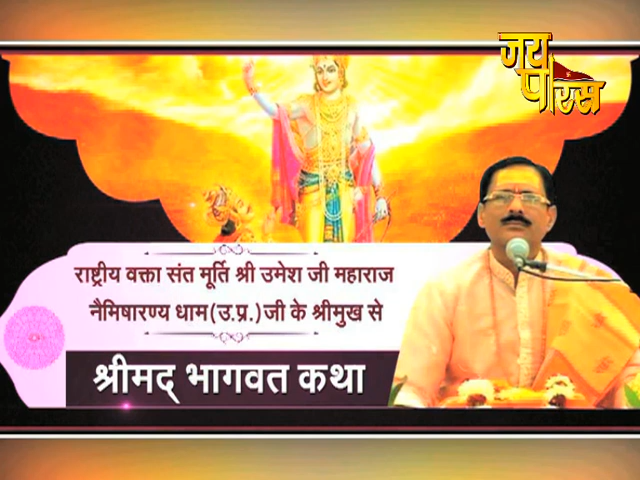 जय
पारस
राष्ट्रीय वक्ता संत मूर्ति श्री उमेश जी महाराज
नैमिषारण्य धाम(उ.प्र.)जी के श्रीमुख से
श्रीमद् भागवत कथा